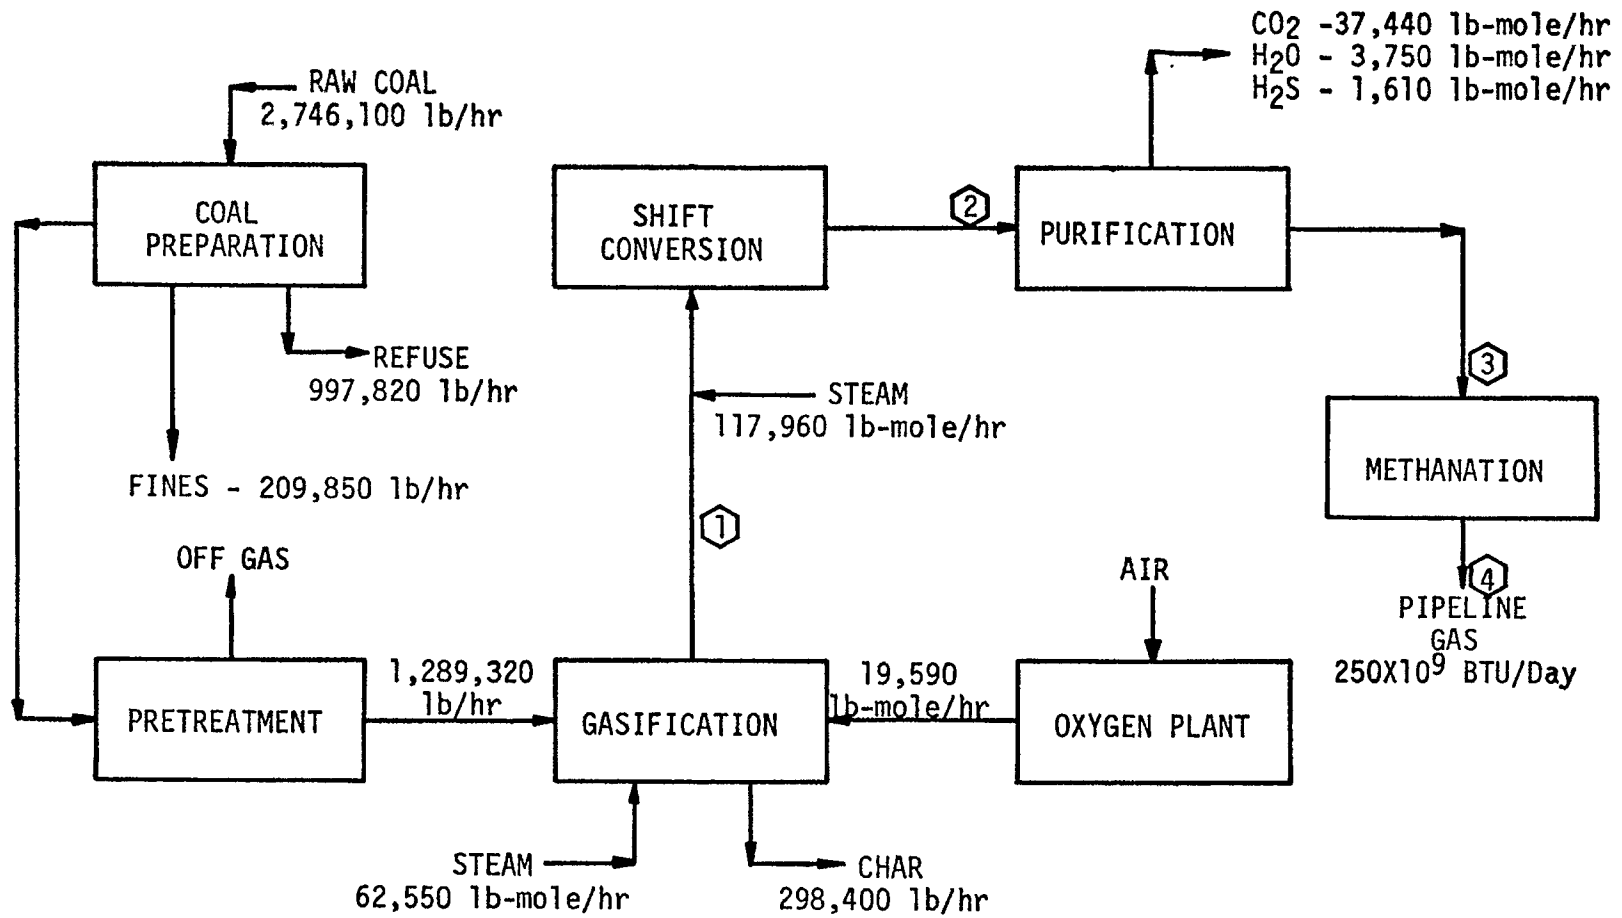 CO2 -37,440 lb-mole/hr
H2O - 3,750 lb-mole/hr
H2S - 1,610 lb-mole/hr
RAW COAL
2,746,100 lb/hr
COAL
PREPARATION
SHIFT
CONVERSION
2
PURIFICATION
REFUSE
997,820 lb/hr
3
STEAM
117,960 lb-mole/hr
FINES - 209,850 lb/hr
METHANATION
1
OFF GAS
AIR
4
PIPELINE
GAS
250X10⁹ BTU/Day
PRETREATMENT
1,289,320
lb/hr
GASIFICATION
19,590
lb-mole/hr
OXYGEN PLANT
STEAM
62,550 lb-mole/hr
CHAR
298,400 lb/hr